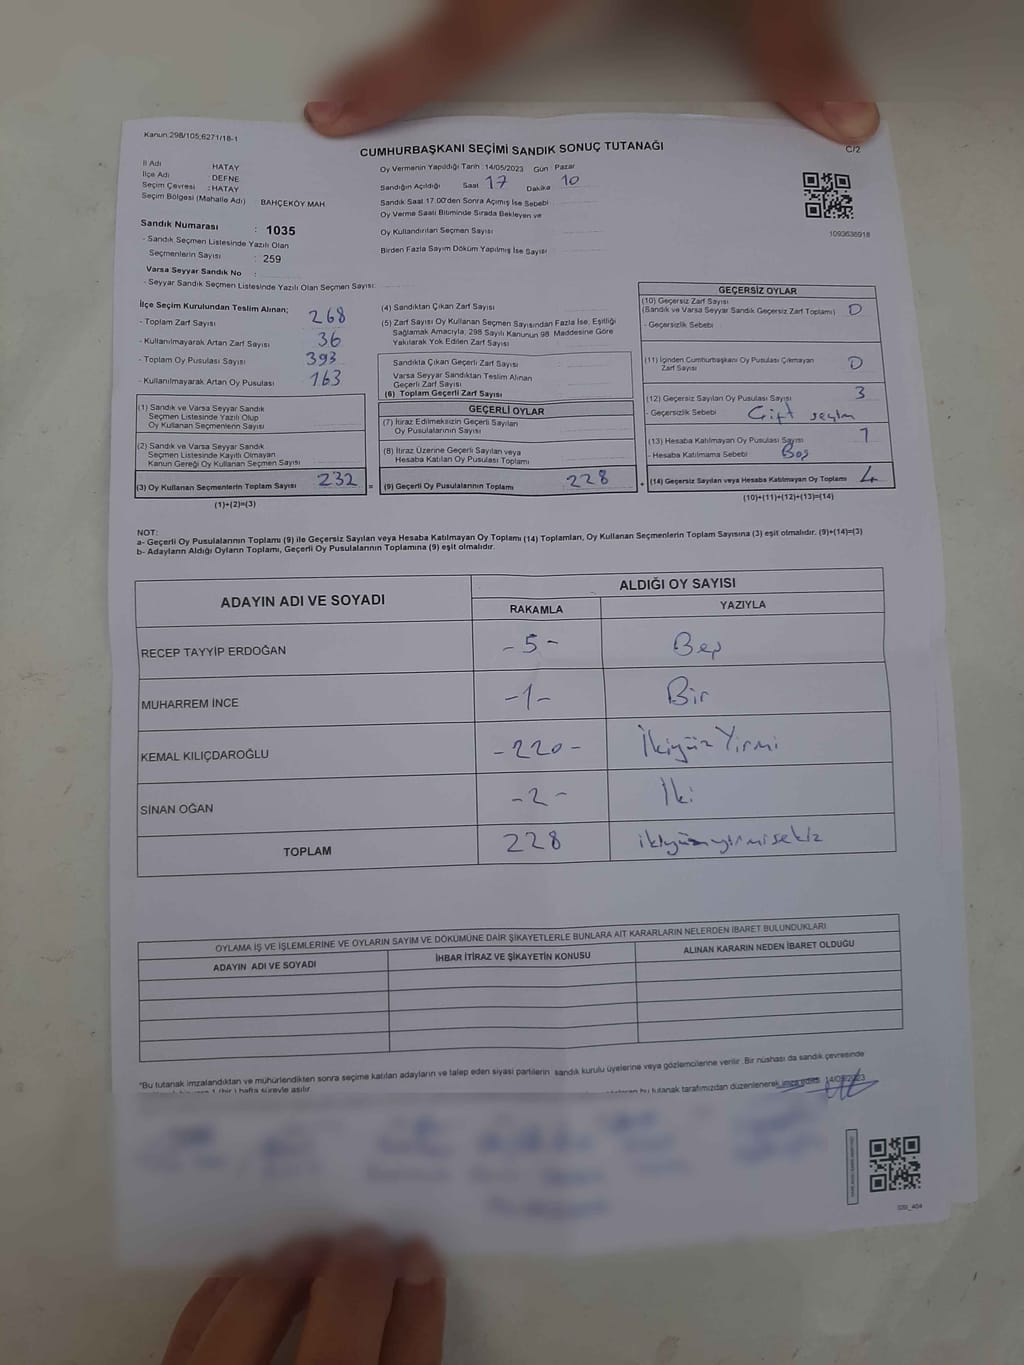 Kanun:298/105;6271/18-1
CUMHURBAŞKANI SEÇİMİ SANDIK SONUÇ TUTANAĞI
C/2
İl Adı HATAY
İlçe Adı DEFNE
Seçim Çevresi : HATAY
Seçim Bölgesi (Mahalle Adı) BAHÇEKÖY MAH
Oy Vermenin Yapıldığı Tarih :14/05/2023 Gün : Pazar
Sandığın Açıldığı Saat 17 Dakika 10
Sandık Saat 17.00'den Sonra Açılmış İse Sebebi
Oy Verme Saati Bitiminde Sırada Bekleyen ve
Oy Kullandırılan Seçmen Sayısı
Birden Fazla Sayım Döküm Yapılmış İse Sayısı
1093636918
Sandık Numarası : 1035
- Sandık Seçmen Listesinde Yazılı Olan
Seçmenlerin Sayısı : 259
Varsa Seyyar Sandık No :
- Seyyar Sandık Seçmen Listesinde Yazılı Olan Seçmen Sayısı:
İlçe Seçim Kurulundan Teslim Alınan;
- Toplam Zarf Sayısı 268
- Kullanılmayarak Artan Zarf Sayısı 36
- Toplam Oy Pusulası Sayısı 393
- Kullanılmayarak Artan Oy Pusulası 163
(1) Sandık ve Varsa Seyyar Sandık
Seçmen Listesinde Yazılı Olup
Oy Kullanan Seçmenlerin Sayısı
(2) Sandık ve Varsa Seyyar Sandık
Seçmen Listesinde Kayıtlı Olmayan
Kanun Gereği Oy Kullanan Seçmen Sayısı
(3) Oy Kullanan Seçmenlerin Toplam Sayısı 232 =
(1)+(2)=(3)
(4) Sandıktan Çıkan Zarf Sayısı
(5) Zarf Sayısı Oy Kullanan Seçmen Sayısından Fazla İse, Eşitliği
Sağlamak Amacıyla; 298 Sayılı Kanunun 98. Maddesine Göre
Yakılarak Yok Edilen Zarf Sayısı
Sandıkta Çıkan Geçerli Zarf Sayısı
Varsa Seyyar Sandıktan Teslim Alınan
Geçerli Zarf Sayısı
(6) Toplam Geçerli Zarf Sayısı
GEÇERLİ OYLAR
(7) İtiraz Edilmeksizin Geçerli Sayılan
Oy Pusulalarının Sayısı
(8) İtiraz Üzerine Geçerli Sayılan veya
Hesaba Katılan Oy Pusulası Toplamı
(9) Geçerli Oy Pusulalarının Toplamı 228 +
GEÇERSİZ OYLAR
(10) Geçersiz Zarf Sayısı
(Sandık ve Varsa Seyyar Sandık Geçersiz Zarf Toplamı) 0
- Geçersizlik Sebebi
(11) İçinden Cumhurbaşkanı Oy Pusulası Çıkmayan
Zarf Sayısı 0
(12) Geçersiz Sayılan Oy Pusulası Sayısı 3
- Geçersizlik Sebebi Çift seçim
(13) Hesaba Katılmayan Oy Pusulası Sayısı 1
- Hesaba Katılmama Sebebi Boş
(14) Geçersiz Sayılan veya Hesaba Katılmayan Oy Toplamı 4
(10)+(11)+(12)+(13)=(14)
NOT:
a- Geçerli Oy Pusulalarının Toplamı (9) ile Geçersiz Sayılan veya Hesaba Katılmayan Oy Toplamı (14) Toplamları, Oy Kullanan Seçmenlerin Toplam Sayısına (3) eşit olmalıdır. (9)+(14)=(3)
b- Adayların Aldığı Oyların Toplamı, Geçerli Oy Pusulalarının Toplamına (9) eşit olmalıdır.
ADAYIN ADI VE SOYADI ALDIĞI OY SAYISI
RAKAMLA YAZIYLA
RECEP TAYYİP ERDOĞAN -5- Beş
MUHARREM İNCE -1- Bir
KEMAL KILIÇDAROĞLU -220- İkiyüz Yirmi
SİNAN OĞAN -2- İki
TOPLAM 228 ikiyüzyirmisekiz
OYLAMA İŞ VE İŞLEMLERİNE VE OYLARIN SAYIM VE DÖKÜMÜNE DAİR ŞİKAYETLERLE BUNLARA AİT KARARLARIN NELERDEN İBARET BULUNDUKLARI
ADAYIN ADI VE SOYADI İHBAR İTİRAZ VE ŞİKAYETİN KONUSU ALINAN KARARIN NEDEN İBARET OLDUĞU
*Bu tutanak imzalandıktan ve mühürlendikten sonra seçime katılan adayların ve talep eden siyasi partilerin sandık kurulu üyelerine veya gözlemcilerine verilir. Bir nüshası da sandık çevresinde
1 (bir) hafta süreyle asılır. bu tutanak tarafımızdan düzenlenerek imza edildi. 14/05/2023